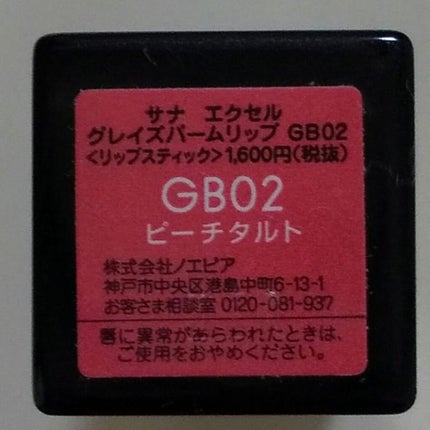 サナ エクセル
グレイズバームリップ GB02
<リップスティック>1,600円(税抜)
GB02
ピーチタルト
株式会社ノエビア
神戸市中央区港島中町6-13-1
お客さま相談室 0120-081-937
唇に異常があらわれたときは、
ご使用をおやめください。